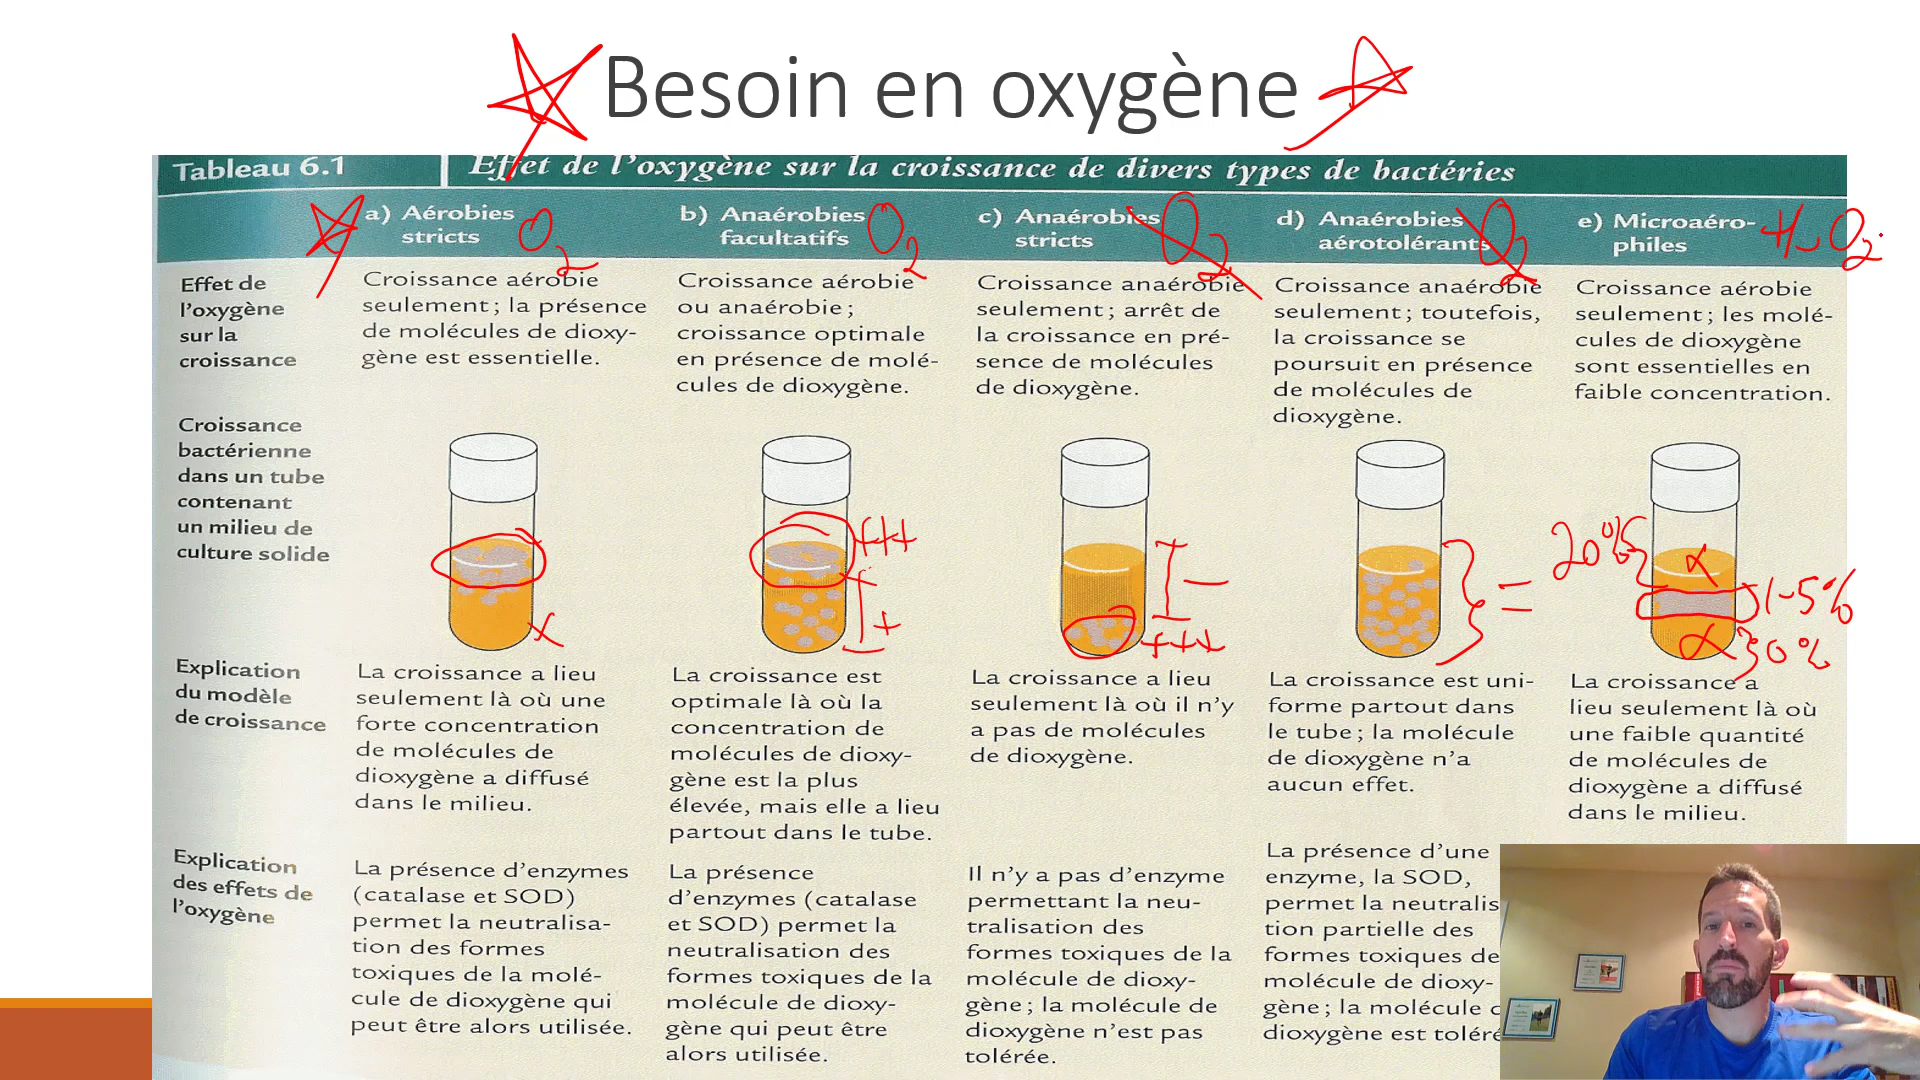 Besoin en oxygène
Tableau 6.1
Effet de l'oxygène sur la croissance de divers types de bactéries
a) Aérobies
stricts
O2
b) Anaérobies
facultatifs
O2
c) Anaérobies
stricts
O2
d) Anaérobies
aérotolérants
O2
e) Microaéro-
philes
+/- O2
Effet de
l'oxygène
sur la
croissance
Croissance aérobie
seulement ; la présence
de molécules de dioxy-
gène est essentielle.
Croissance aérobie
ou anaérobie ;
croissance optimale
en présence de molé-
cules de dioxygène.
Croissance anaérobie
seulement ; arrêt de
la croissance en pré-
sence de molécules
de dioxygène.
Croissance anaérobie
seulement ; toutefois,
la croissance se
poursuit en présence
de molécules de
dioxygène.
Croissance aérobie
seulement ; les molé-
cules de dioxygène
sont essentielles en
faible concentration.
Croissance
bactérienne
dans un tube
contenant
un milieu de
culture solide
+++
+
-
+++
=
20%
1-5%
0%
Explication
du modèle
de croissance
La croissance a lieu
seulement là où une
forte concentration
de molécules de
dioxygène a diffusé
dans le milieu.
La croissance est
optimale là où la
concentration de
molécules de dioxy-
gène est la plus
élevée, mais elle a lieu
partout dans le tube.
La croissance a lieu
seulement là où il n'y
a pas de molécules
de dioxygène.
La croissance est uni-
forme partout dans
le tube ; la molécule
de dioxygène n'a
aucun effet.
La croissance a
lieu seulement là où
une faible quantité
de molécules de
dioxygène a diffusé
dans le milieu.
Explication
des effets de
l'oxygène
La présence d'enzymes
(catalase et SOD)
permet la neutralisa-
tion des formes
toxiques de la molé-
cule de dioxygène qui
peut être alors utilisée.
La présence
d'enzymes (catalase
et SOD) permet la
neutralisation des
formes toxiques de la
molécule de dioxy-
gène qui peut être
alors utilisée.
Il n'y a pas d'enzyme
permettant la neu-
tralisation des
formes toxiques de la
molécule de dioxy-
gène ; la molécule de
dioxygène n'est pas
tolérée.
La présence d'une
enzyme, la SOD,
permet la neutralis
tion partielle des
formes toxiques de
molécule de dioxy-
gène ; la molécule
dioxygène est toléré